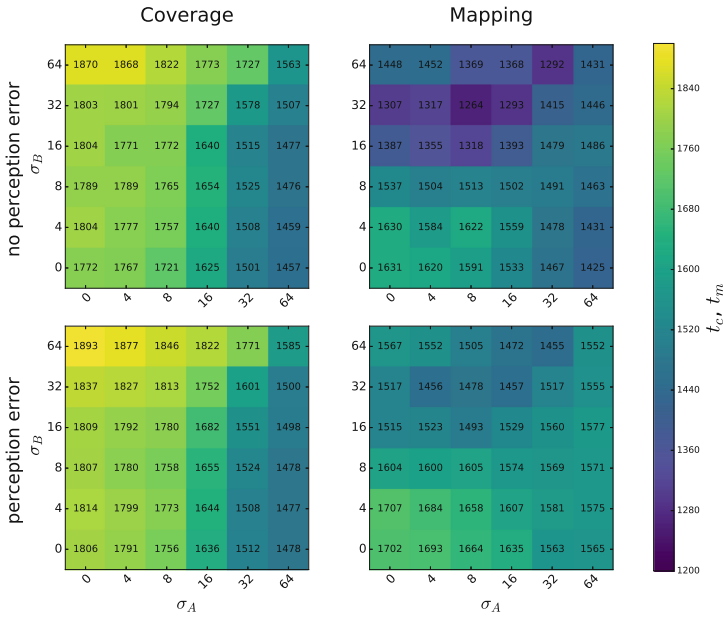 Coverage Mapping
no perception error
σ_B
64 1870 1868 1822 1773 1727 1563 1448 1452 1369 1368 1292 1431
32 1803 1801 1794 1727 1578 1507 1307 1317 1264 1293 1415 1446
16 1804 1771 1772 1640 1515 1477 1387 1355 1318 1393 1479 1486
8 1789 1789 1765 1654 1525 1476 1537 1504 1513 1502 1491 1463
4 1804 1777 1757 1640 1508 1459 1630 1584 1622 1559 1478 1431
0 1772 1767 1721 1625 1501 1457 1631 1620 1591 1533 1467 1425
0 4 8 16 32 64 0 4 8 16 32 64
perception error
σ_B
64 1893 1877 1846 1822 1771 1585 1567 1552 1505 1472 1455 1552
32 1837 1827 1813 1752 1601 1500 1517 1456 1478 1457 1517 1555
16 1809 1792 1780 1682 1551 1498 1515 1523 1493 1529 1560 1577
8 1807 1780 1758 1655 1524 1478 1604 1600 1605 1574 1569 1571
4 1814 1799 1773 1644 1508 1477 1707 1684 1658 1607 1581 1575
0 1806 1791 1756 1636 1512 1478 1702 1693 1664 1635 1563 1565
0 4 8 16 32 64 0 4 8 16 32 64
σ_A σ_A
1840
1760
1680
1600
1520
1440
1360
1280
1200
t_c, t_m